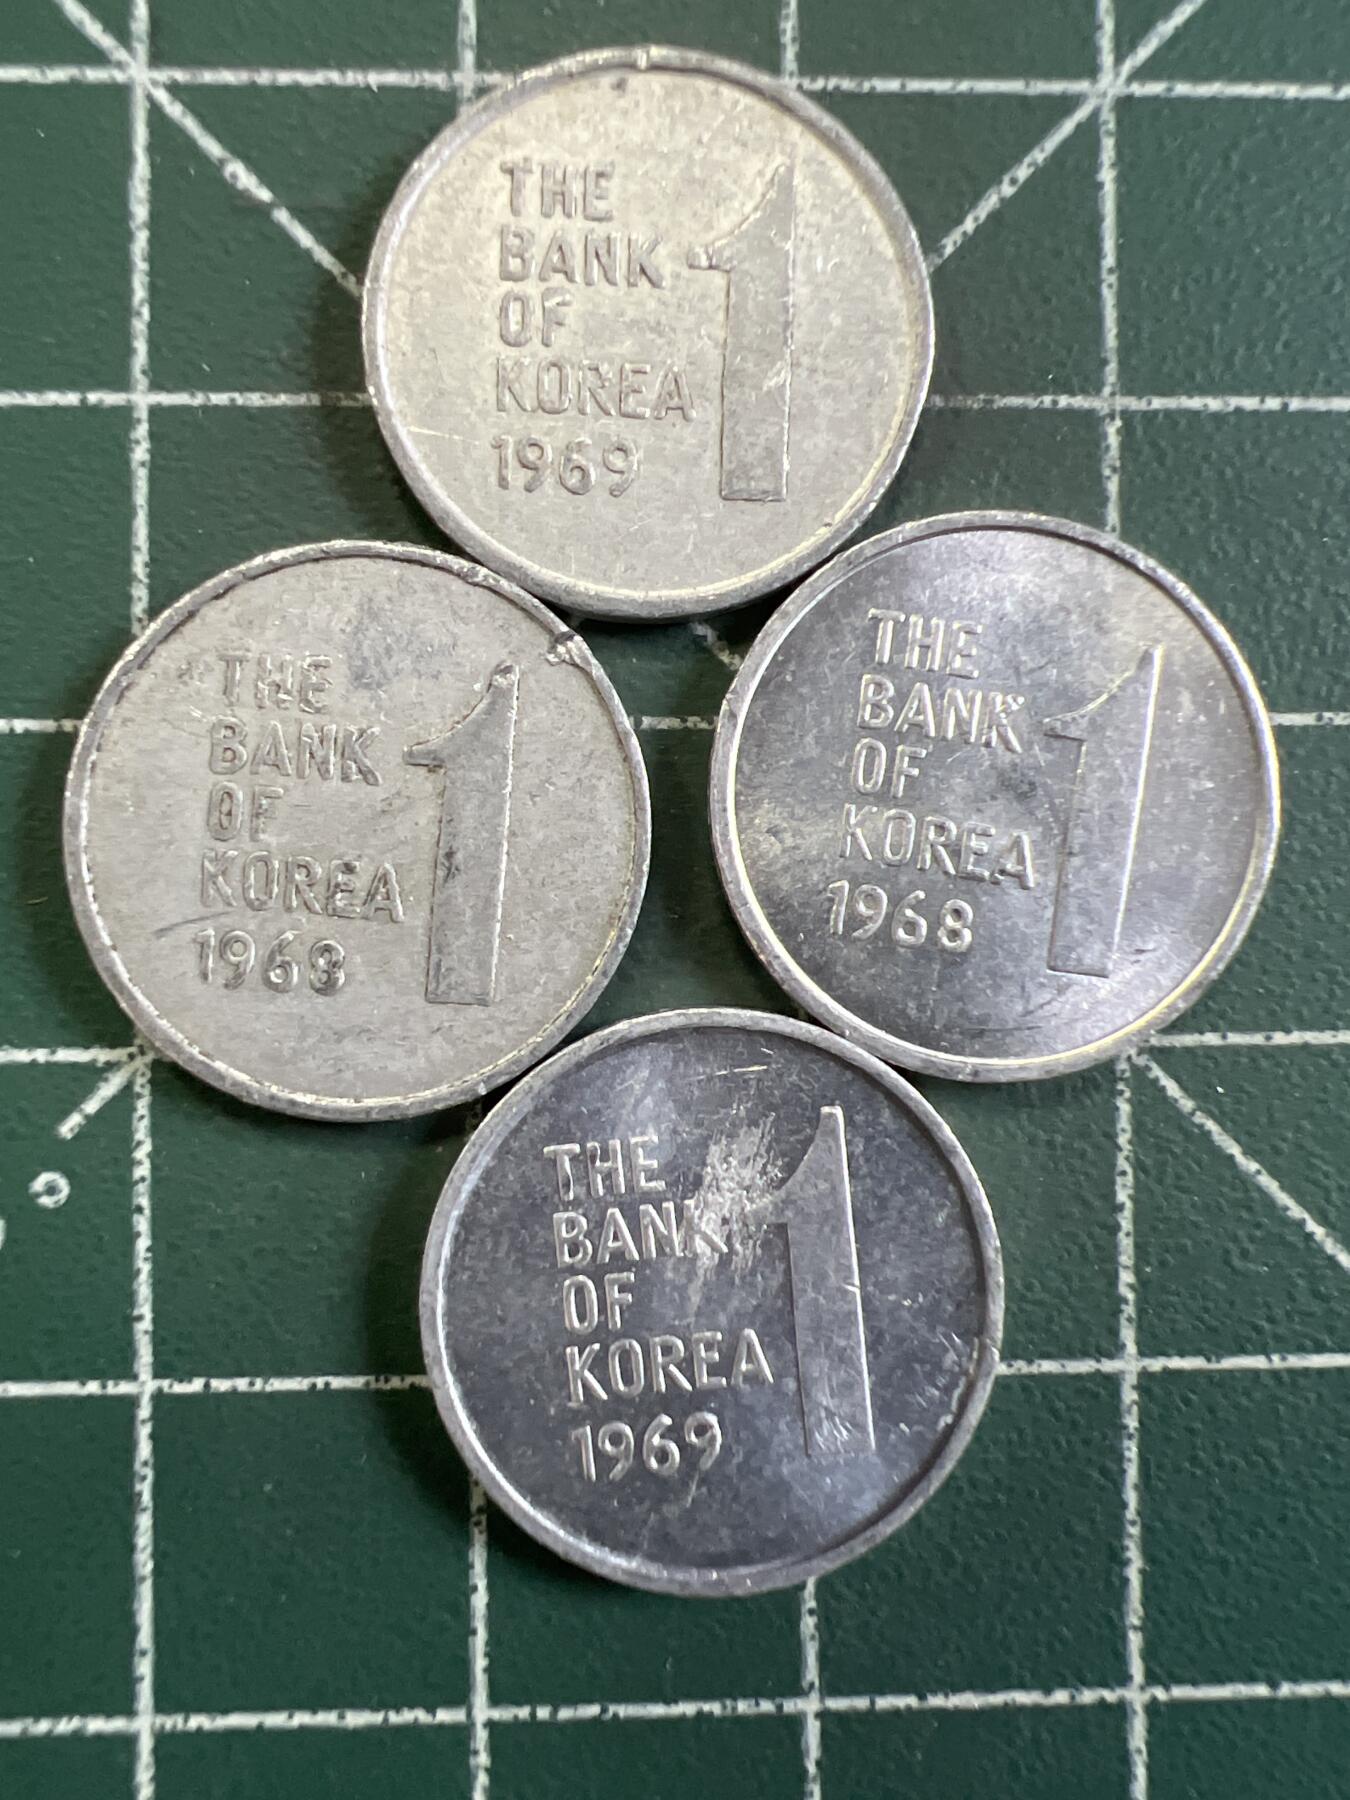 THE
BANK
OF
KOREA
1969
1
THE
BANK
OF
KOREA
1968
1
THE
BANK
OF
KOREA
1968
1
THE
BANK
OF
KOREA
1969
1